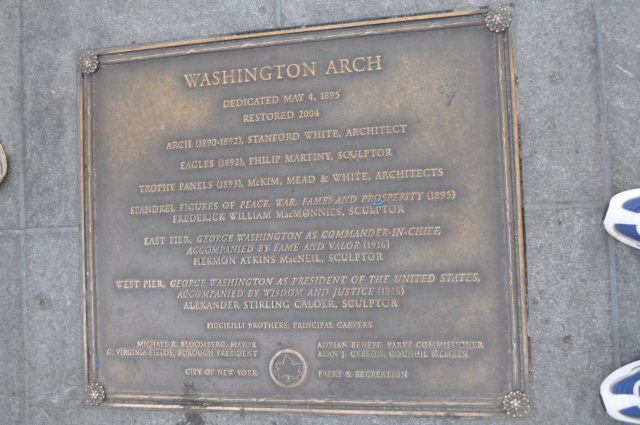 WASHINGTON ARCH
DEDICATED MAY 4, 1895
RESTORED 2004
ARCH (1890-1892), STANFORD WHITE, ARCHITECT
EAGLES (1892), PHILIP MARTINY, SCULPTOR
TROPHY PANELS (1893), McKIM, MEAD & WHITE, ARCHITECTS
SPANDREL FIGURES OF PEACE, WAR, FAME, AND PROSPERITY (1895)
FREDERICK WILLIAM MacMONNIES, SCULPTOR
EAST PIER, GEORGE WASHINGTON AS COMMANDER-IN-CHIEF,
ACCOMPANIED BY FAME AND VALOR (1916)
HERMON ATKINS MacNEIL, SCULPTOR
WEST PIER, GEORGE WASHINGTON AS PRESIDENT OF THE UNITED STATES,
ACCOMPANIED BY WISDOM AND JUSTICE (1918)
ALEXANDER STIRLING CALDER, SCULPTOR
PICCIRILLI BROTHERS, PRINCIPAL CARVERS
MICHAEL R. BLOOMBERG, MAYOR
C. VIRGINIA FIELDS, BOROUGH PRESIDENT
ADRIAN BENEPE, PARKS COMMISSIONER
ALAN J. GERSON, COUNCIL MEMBER
CITY OF NEW YORK
PARKS & RECREATION